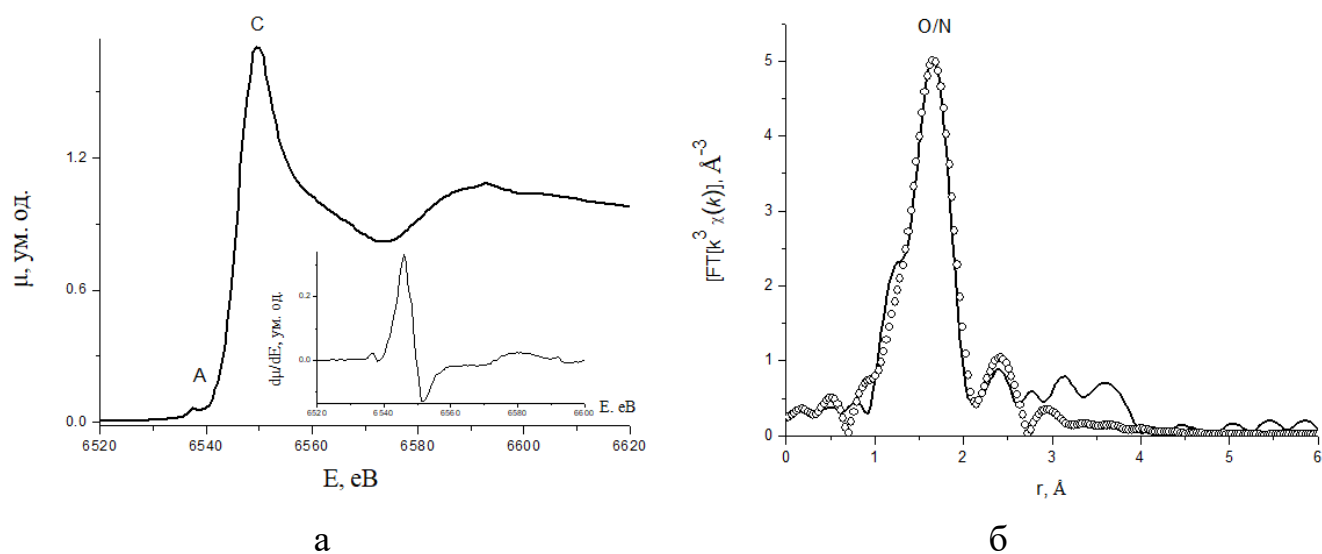 C
A
1.2
0.6
0.0
μ, ум. од.
6520 6540 6560 6580 6600 6620
E, еВ
0.2
0.0
dμ/dE, ум. од.
6520 6540 6560 6580 6600
E. еВ
а
O/N
5
4
3
2
1
0
[FT[k³ χ(k)], Å⁻³
0 1 2 3 4 5 6
r, Å
б